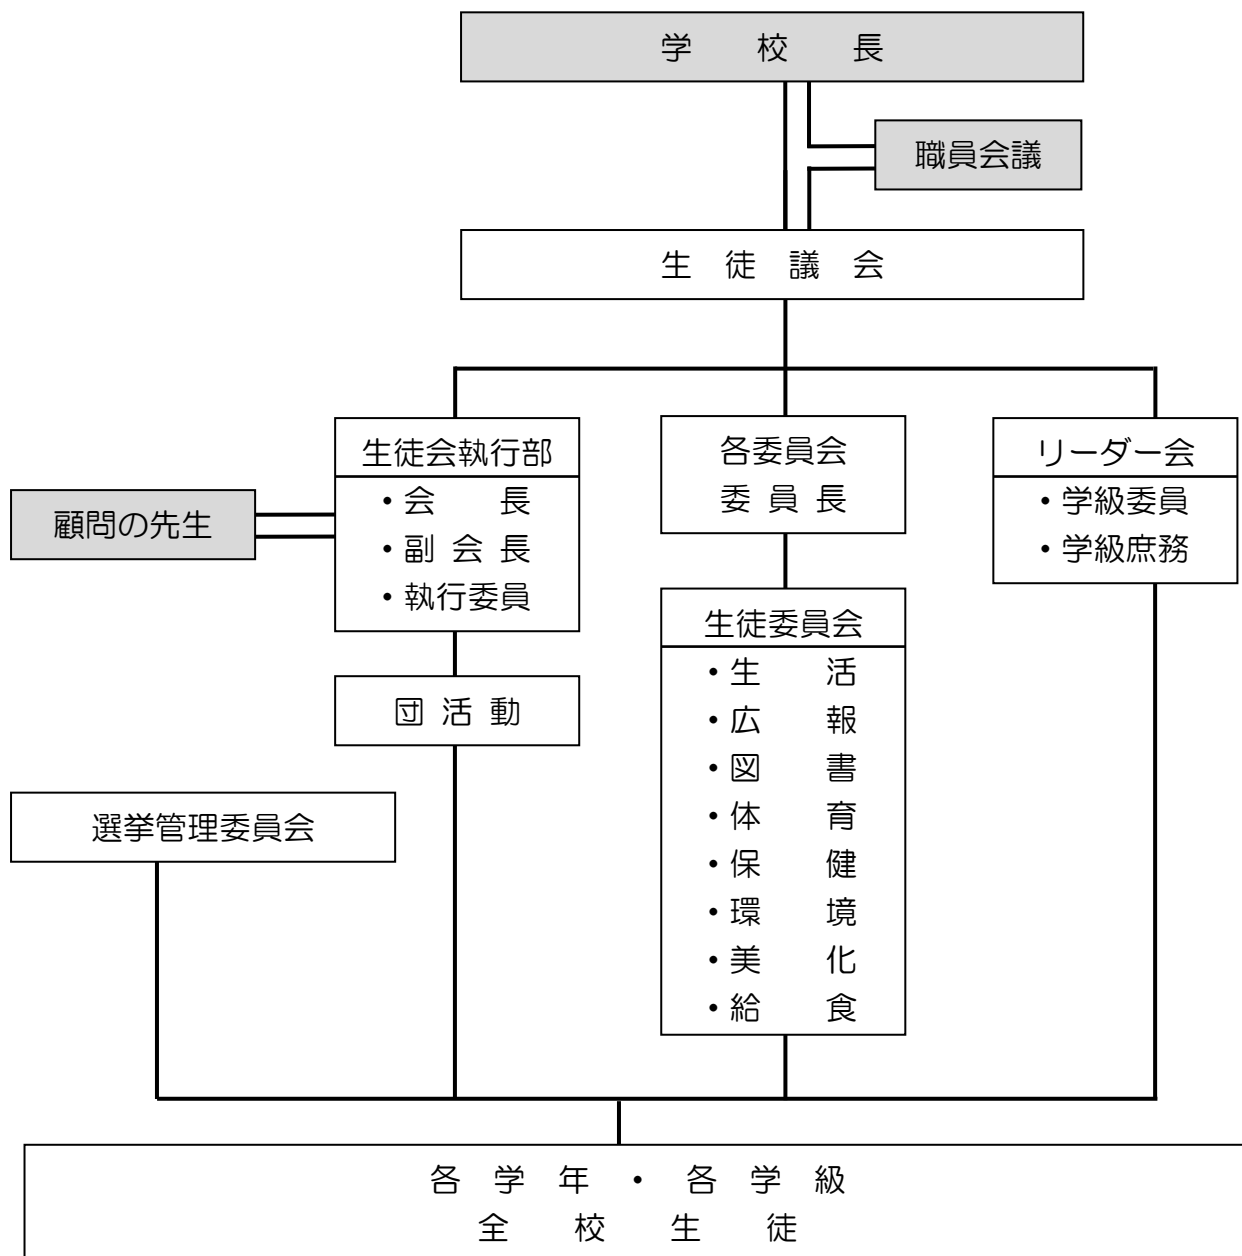 学校長
職員会議
生徒議会
生徒会執行部
・会長
・副会長
・執行委員
各委員会
委員長
リーダー会
・学級委員
・学級庶務
顧問の先生
生徒委員会
・生活
・広報
・図書
・体育
・保健
・環境
・美化
・給食
団活動
選挙管理委員会
各学年・各学級
全校生徒